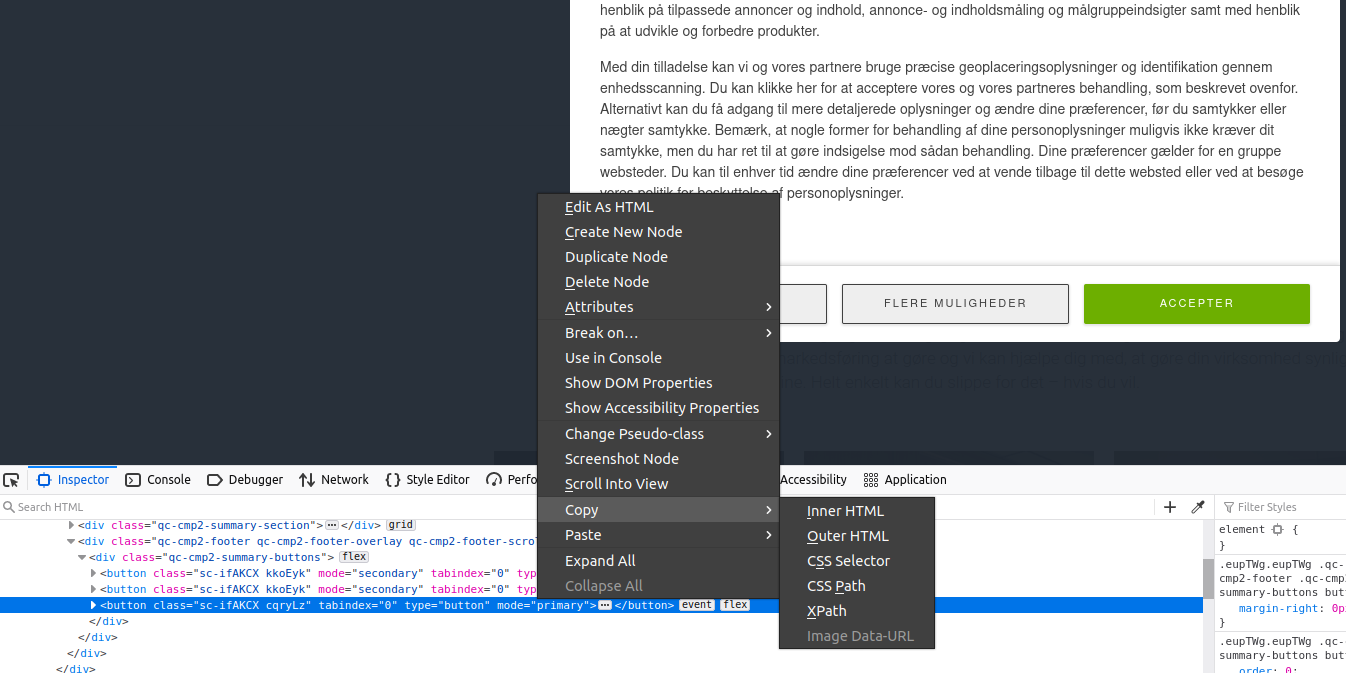 henblik på tilpassede annoncer og indhold, annonce- og indholdsmåling og målgruppeindsigter samt med henblik
på at udvikle og forbedre produkter.
Med din tilladelse kan vi og vores partnere bruge præcise geoplaceringsoplysninger og identifikation gennem
enhedsscanning. Du kan klikke her for at acceptere vores og vores partneres behandling, som beskrevet ovenfor.
Alternativt kan du få adgang til mere detaljerede oplysninger og ændre dine præferencer, før du samtykker eller
nægter samtykke. Bemærk, at nogle former for behandling af dine personoplysninger muligvis ikke kræver dit
samtykke, men du har ret til at gøre indsigelse mod sådan behandling. Dine præferencer gælder for en gruppe
websteder. Du kan til enhver tid ændre dine præferencer ved at vende tilbage til dette websted eller ved at besøge
vores politik for beskyttelse af personoplysninger.
FLERE MULIGHEDER
ACCEPTER
Edit As HTML
Create New Node
Duplicate Node
Delete Node
Attributes
Break on…
Use in Console
Show DOM Properties
Show Accessibility Properties
Change Pseudo-class
Screenshot Node
Scroll Into View
Copy
Paste
Expand All
Collapse All
Inner HTML
Outer HTML
CSS Selector
CSS Path
XPath
Image Data-URL
Inspector Console Debugger Network Style Editor Perfo Accessibility Application
Search HTML
Filter Styles
<div class="qc-cmp2-summary-section"></div> grid
<div class="qc-cmp2-footer qc-cmp2-footer-overlay qc-cmp2-footer-scrol
<div class="qc-cmp2-summary-buttons"> flex
<button class="sc-ifAKCX kkoEyk" mode="secondary" tabindex="0" typ
<button class="sc-ifAKCX kkoEyk" mode="secondary" tabindex="0" typ
<button class="sc-ifAKCX cqryLz" tabindex="0" type="button" mode="primary"></button> event flex
</div>
</div>
</div>
</div>
element {
}
.eupTWg.eupTWg .qc-
cmp2-footer .qc-cmp
summary-buttons but
margin-right: 0p
}
.eupTWg.eupTWg .qc-
summary-buttons but
order: 0;